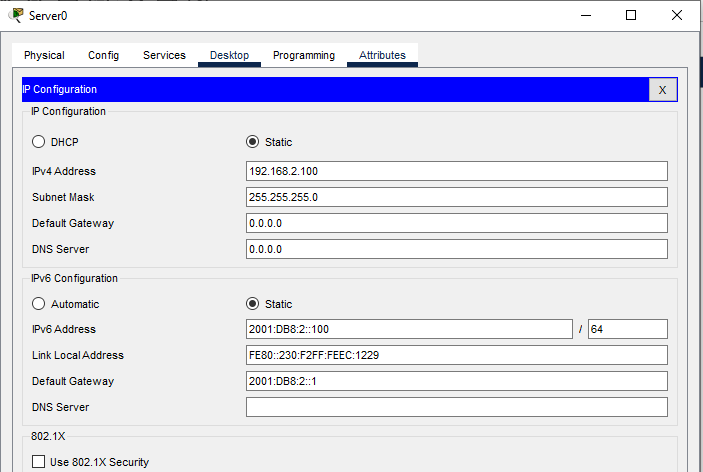 Server0
Physical Config Services Desktop Programming Attributes
IP Configuration X
IP Configuration
DHCP Static
IPv4 Address 192.168.2.100
Subnet Mask 255.255.255.0
Default Gateway 0.0.0.0
DNS Server 0.0.0.0
IPv6 Configuration
Automatic Static
IPv6 Address 2001:DB8:2::100 / 64
Link Local Address FE80::230:F2FF:FEEC:1229
Default Gateway 2001:DB8:2::1
DNS Server
802.1X
Use 802.1X Security